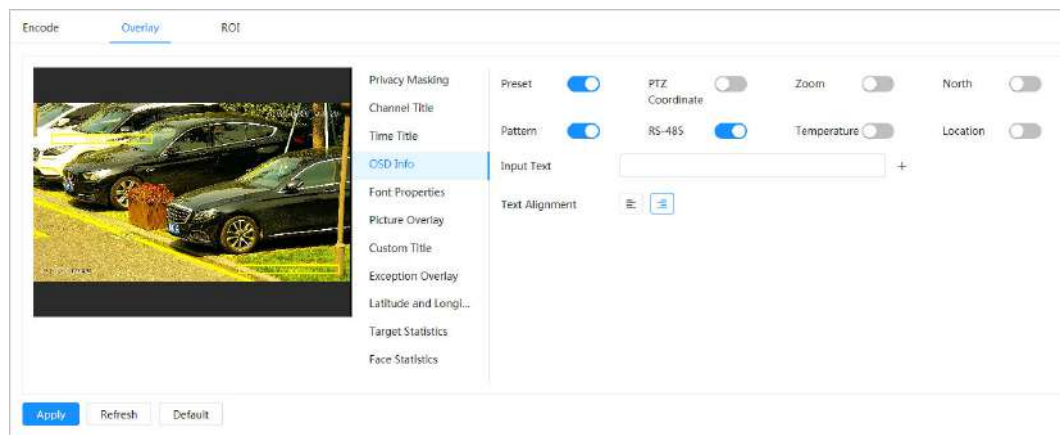 Encode Overlay ROI
Privacy Masking
Channel Title
Time Title
OSD Info
Font Properties
Picture Overlay
Custom Title
Exception Overlay
Latitude and Longi...
Target Statistics
Face Statistics
Preset PTZ Coordinate Zoom North
Pattern RS-485 Temperature Location
Input Text +
Text Alignment
Apply Refresh Default